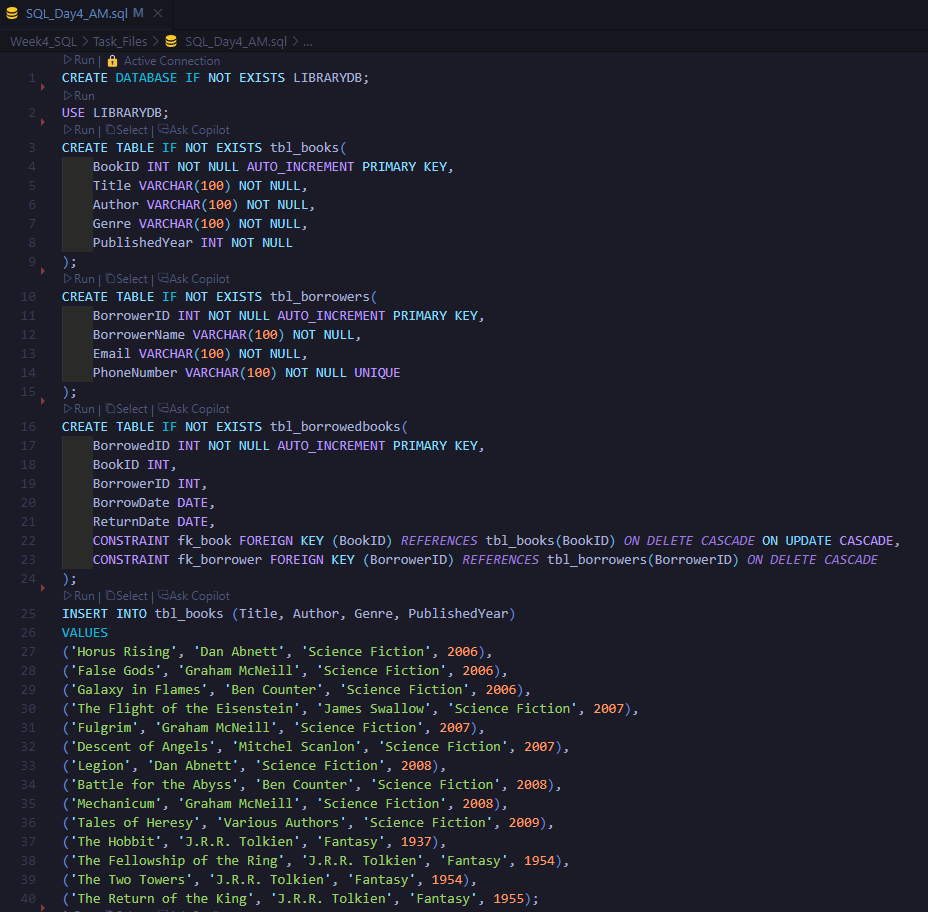 SQL_Day4_AM.sql M
Week4_SQL > Task_Files > SQL_Day4_AM.sql > ...
Run | Active Connection
1 CREATE DATABASE IF NOT EXISTS LIBRARYDB;
Run
2 USE LIBRARYDB;
Run | Select | Ask Copilot
3 CREATE TABLE IF NOT EXISTS tbl_books(
4 BookID INT NOT NULL AUTO_INCREMENT PRIMARY KEY,
5 Title VARCHAR(100) NOT NULL,
6 Author VARCHAR(100) NOT NULL,
7 Genre VARCHAR(100) NOT NULL,
8 PublishedYear INT NOT NULL
9 );
Run | Select | Ask Copilot
10 CREATE TABLE IF NOT EXISTS tbl_borrowers(
11 BorrowerID INT NOT NULL AUTO_INCREMENT PRIMARY KEY,
12 BorrowerName VARCHAR(100) NOT NULL,
13 Email VARCHAR(100) NOT NULL,
14 PhoneNumber VARCHAR(100) NOT NULL UNIQUE
15 );
Run | Select | Ask Copilot
16 CREATE TABLE IF NOT EXISTS tbl_borrowedbooks(
17 BorrowedID INT NOT NULL AUTO_INCREMENT PRIMARY KEY,
18 BookID INT,
19 BorrowerID INT,
20 BorrowDate DATE,
21 ReturnDate DATE,
22 CONSTRAINT fk_book FOREIGN KEY (BookID) REFERENCES tbl_books(BookID) ON DELETE CASCADE ON UPDATE CASCADE,
23 CONSTRAINT fk_borrower FOREIGN KEY (BorrowerID) REFERENCES tbl_borrowers(BorrowerID) ON DELETE CASCADE
24 );
Run | Select | Ask Copilot
25 INSERT INTO tbl_books (Title, Author, Genre, PublishedYear)
26 VALUES
27 ('Horus Rising', 'Dan Abnett', 'Science Fiction', 2006),
28 ('False Gods', 'Graham McNeill', 'Science Fiction', 2006),
29 ('Galaxy in Flames', 'Ben Counter', 'Science Fiction', 2006),
30 ('The Flight of the Eisenstein', 'James Swallow', 'Science Fiction', 2007),
31 ('Fulgrim', 'Graham McNeill', 'Science Fiction', 2007),
32 ('Descent of Angels', 'Mitchel Scanlon', 'Science Fiction', 2007),
33 ('Legion', 'Dan Abnett', 'Science Fiction', 2008),
34 ('Battle for the Abyss', 'Ben Counter', 'Science Fiction', 2008),
35 ('Mechanicum', 'Graham McNeill', 'Science Fiction', 2008),
36 ('Tales of Heresy', 'Various Authors', 'Science Fiction', 2009),
37 ('The Hobbit', 'J.R.R. Tolkien', 'Fantasy', 1937),
38 ('The Fellowship of the Ring', 'J.R.R. Tolkien', 'Fantasy', 1954),
39 ('The Two Towers', 'J.R.R. Tolkien', 'Fantasy', 1954),
40 ('The Return of the King', 'J.R.R. Tolkien', 'Fantasy', 1955);